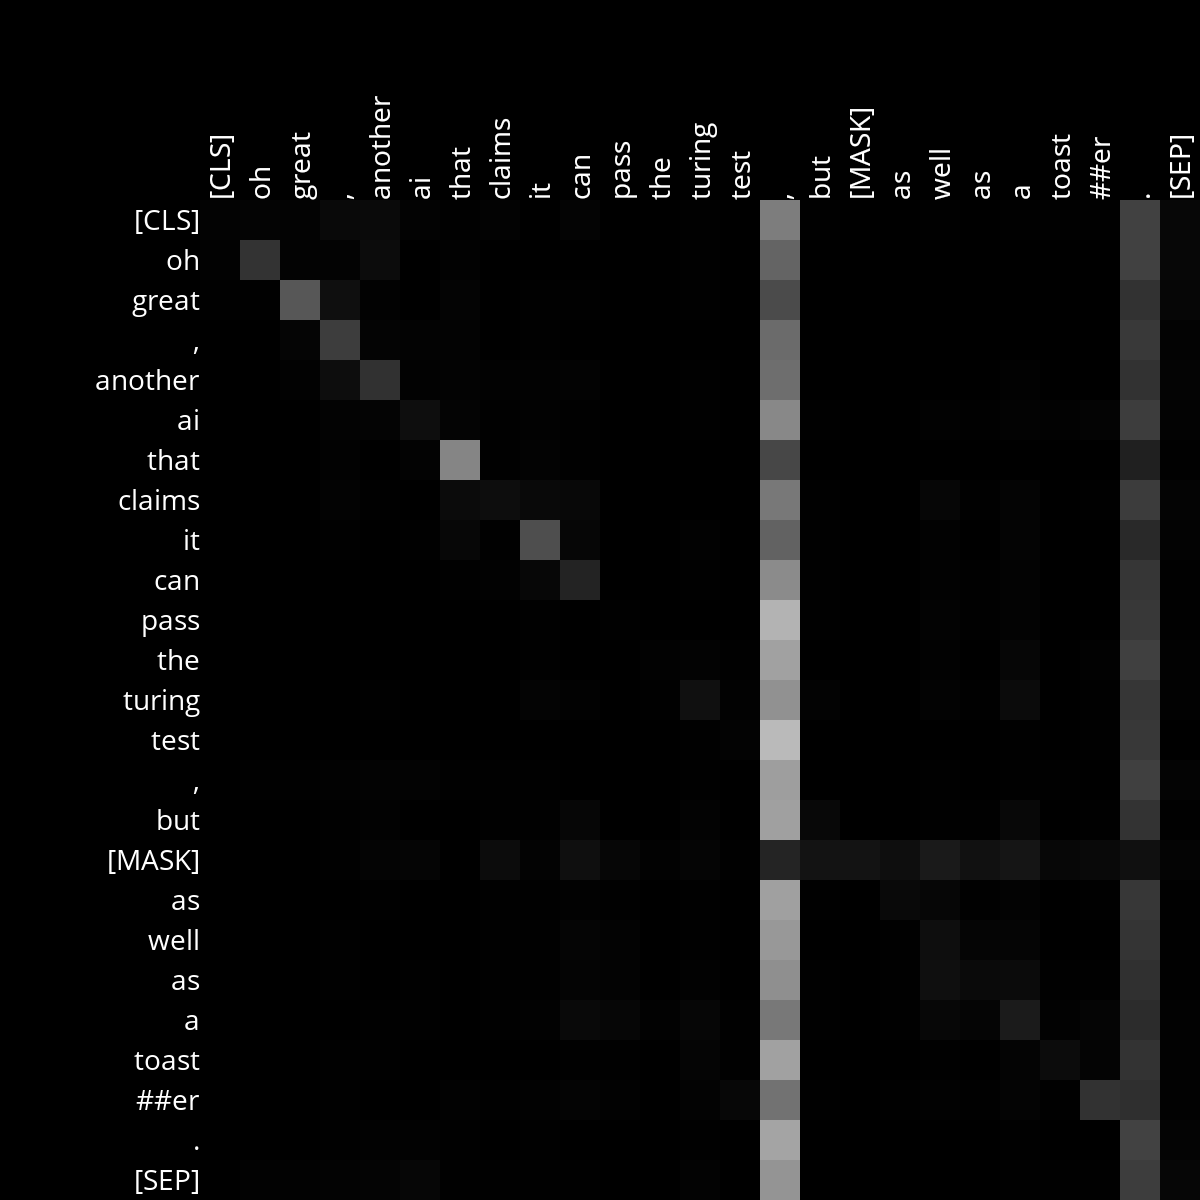 [CLS] oh great , another ai that claims it can pass the turing test , but [MASK] as well as a toast ##er . [SEP]
[CLS]
oh
great
,
another
ai
that
claims
it
can
pass
the
turing
test
,
but
[MASK]
as
well
as
a
toast
##er
.
[SEP]